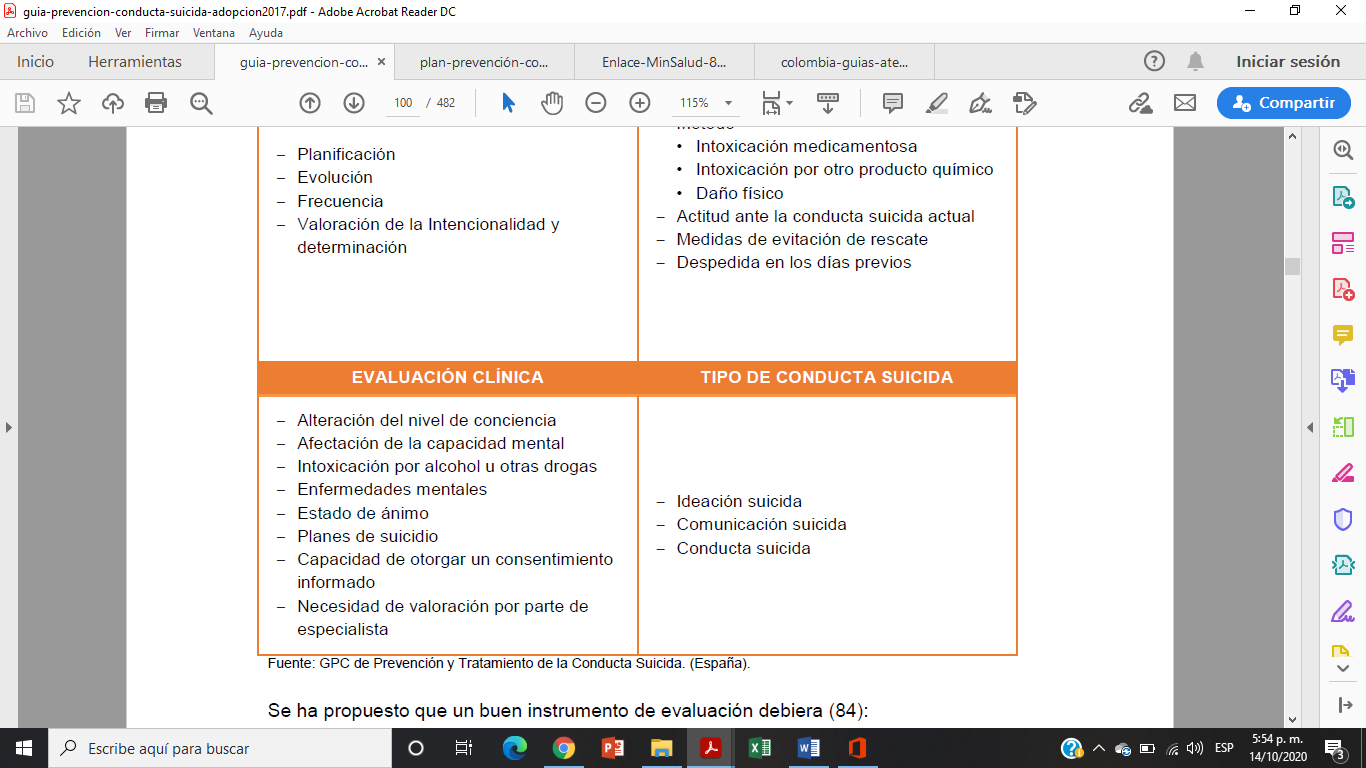 guia-prevencion-conducta-suicida-adopcion2017.pdf - Adobe Acrobat Reader DC
Archivo Edición Ver Firmar Ventana Ayuda
Inicio Herramientas guia-prevencion-co... × plan-prevención-co... Enlace-MinSalud-8... colombia-guias-ate... Iniciar sesión
100 / 482 115% Compartir
– Planificación
– Evolución
– Frecuencia
– Valoración de la Intencionalidad y
determinación
• Intoxicación medicamentosa
• Intoxicación por otro producto químico
• Daño físico
– Actitud ante la conducta suicida actual
– Medidas de evitación de rescate
– Despedida en los días previos
EVALUACIÓN CLÍNICA
– Alteración del nivel de conciencia
– Afectación de la capacidad mental
– Intoxicación por alcohol u otras drogas
– Enfermedades mentales
– Estado de ánimo
– Planes de suicidio
– Capacidad de otorgar un consentimiento
informado
– Necesidad de valoración por parte de
especialista
TIPO DE CONDUCTA SUICIDA
– Ideación suicida
– Comunicación suicida
– Conducta suicida
Fuente: GPC de Prevención y Tratamiento de la Conducta Suicida. (España).
Se ha propuesto que un buen instrumento de evaluación debiera (84):
Escribe aquí para buscar
ESP
5:54 p. m.
14/10/2020
3